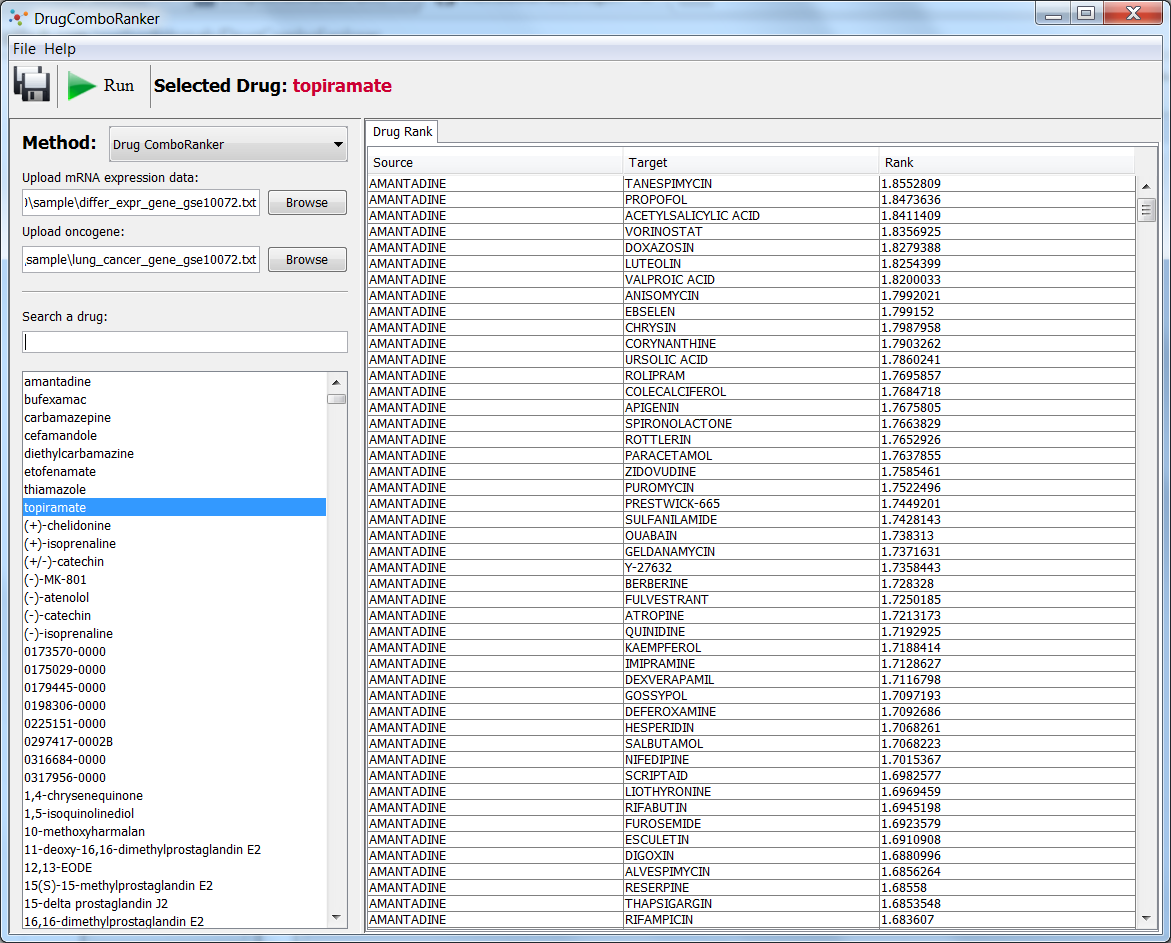 DrugComboRanker
File Help
Run Selected Drug: topiramate
Method: Drug ComboRanker
Upload mRNA expression data:
)\sample\differ_expr_gene_gse10072.txt Browse
Upload oncogene:
.sample\lung_cancer_gene_gse10072.txt Browse
Search a drug:
amantadine
bufexamac
carbamazepine
cefamandole
diethylcarbamazine
etofenamate
thiamazole
topiramate
(+)-chelidonine
(+)-isoprenaline
(+/-)-catechin
(-)-MK-801
(-)-atenolol
(-)-catechin
(-)-isoprenaline
0173570-0000
0175029-0000
0179445-0000
0198306-0000
0225151-0000
0297417-0002B
0316684-0000
0317956-0000
1,4-chrysenequinone
1,5-isoquinolinediol
10-methoxyharmalan
11-deoxy-16,16-dimethylprostaglandin E2
12,13-EODE
15(S)-15-methylprostaglandin E2
15-delta prostaglandin J2
16,16-dimethylprostaglandin E2
Drug Rank
Source Target Rank
AMANTADINE TANESPIMYCIN 1.8552809
AMANTADINE PROPOFOL 1.8473636
AMANTADINE ACETYLSALICYLIC ACID 1.8411409
AMANTADINE VORINOSTAT 1.8356925
AMANTADINE DOXAZOSIN 1.8279388
AMANTADINE LUTEOLIN 1.8254399
AMANTADINE VALPROIC ACID 1.8200033
AMANTADINE ANISOMYCIN 1.7992021
AMANTADINE EBSELEN 1.799152
AMANTADINE CHRYSIN 1.7987958
AMANTADINE CORYNANTHINE 1.7903262
AMANTADINE URSOLIC ACID 1.7860241
AMANTADINE ROLIPRAM 1.7695857
AMANTADINE COLECALCIFEROL 1.7684718
AMANTADINE APIGENIN 1.7675805
AMANTADINE SPIRONOLACTONE 1.7663829
AMANTADINE ROTTLERIN 1.7652926
AMANTADINE PARACETAMOL 1.7637855
AMANTADINE ZIDOVUDINE 1.7585461
AMANTADINE PUROMYCIN 1.7522496
AMANTADINE PRESTWICK-665 1.7449201
AMANTADINE SULFANILAMIDE 1.7428143
AMANTADINE OUABAIN 1.738313
AMANTADINE GELDANAMYCIN 1.7371631
AMANTADINE Y-27632 1.7358443
AMANTADINE BERBERINE 1.728328
AMANTADINE FULVESTRANT 1.7250185
AMANTADINE ATROPINE 1.7213173
AMANTADINE QUINIDINE 1.7192925
AMANTADINE KAEMPFEROL 1.7188414
AMANTADINE IMIPRAMINE 1.7128627
AMANTADINE DEXVERAPAMIL 1.7116798
AMANTADINE GOSSYPOL 1.7097193
AMANTADINE DEFEROXAMINE 1.7092686
AMANTADINE HESPERIDIN 1.7068261
AMANTADINE SALBUTAMOL 1.7068223
AMANTADINE NIFEDIPINE 1.7015367
AMANTADINE SCRIPTAID 1.6982577
AMANTADINE LIOTHYRONINE 1.6969459
AMANTADINE RIFABUTIN 1.6945198
AMANTADINE FUROSEMIDE 1.6923579
AMANTADINE ESCULETIN 1.6910908
AMANTADINE DIGOXIN 1.6880996
AMANTADINE ALVESPIMYCIN 1.6856264
AMANTADINE RESERPINE 1.68558
AMANTADINE THAPSIGARGIN 1.6853548
AMANTADINE RIFAMPICIN 1.683607